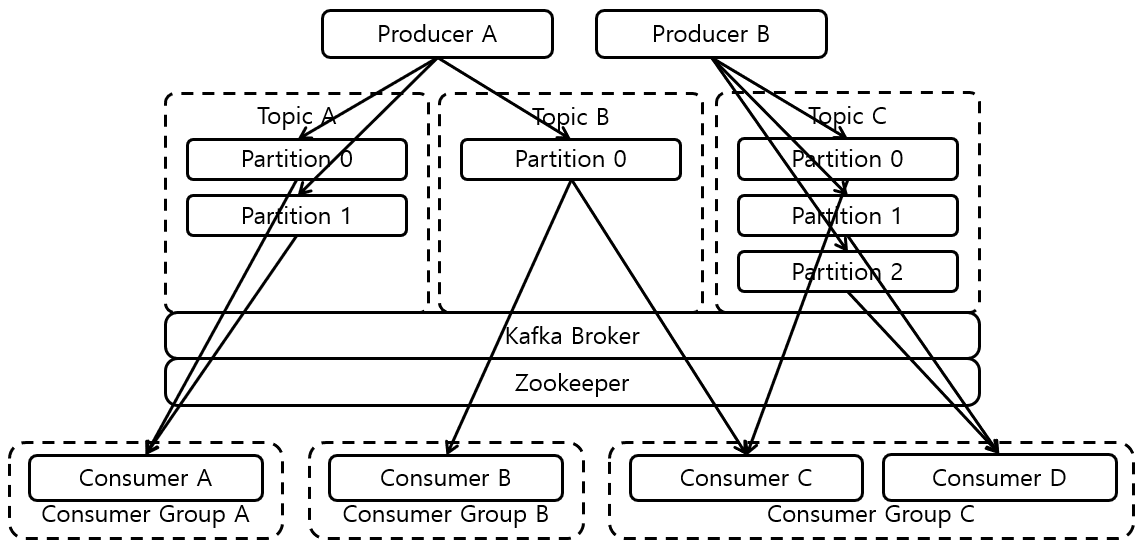 Producer A
Producer B
Topic A
Topic B
Topic C
Partition 0
Partition 0
Partition 0
Partition 1
Partition 1
Partition 2
Kafka Broker
Zookeeper
Consumer A
Consumer B
Consumer C
Consumer D
Consumer Group A
Consumer Group B
Consumer Group C